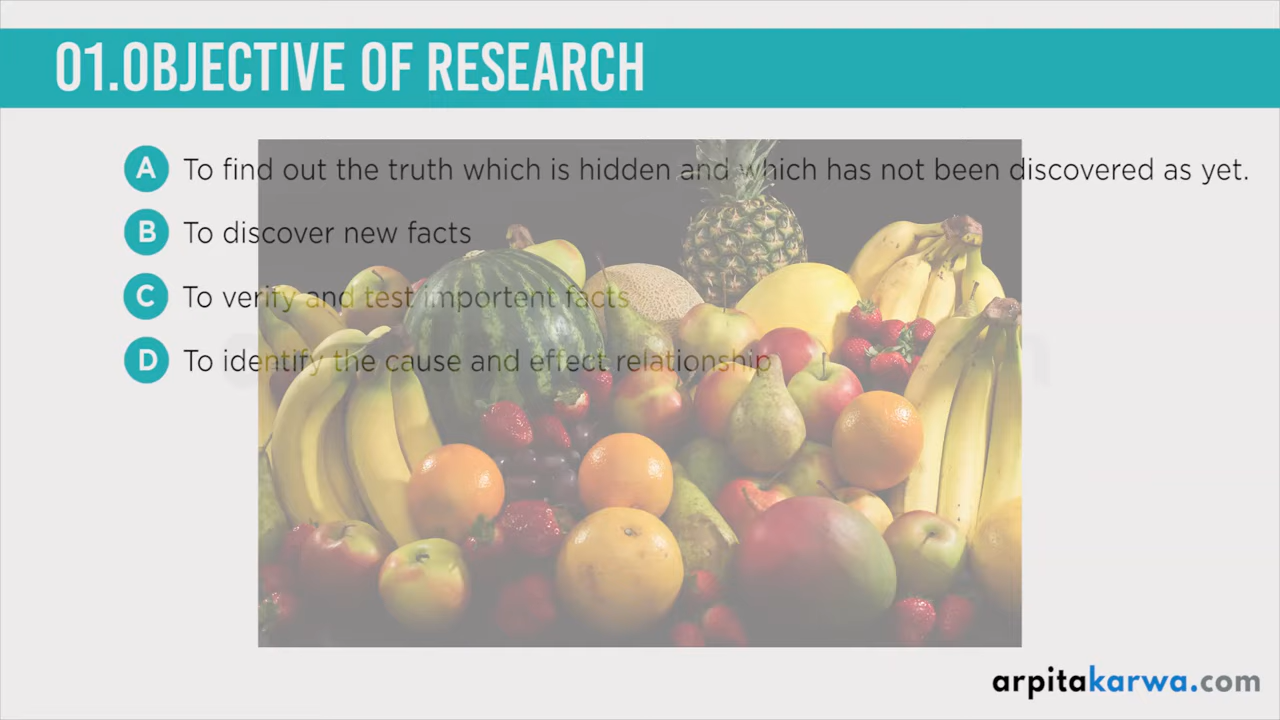 01.OBJECTIVE OF RESEARCH
A To find out the truth which is hidden and which has not been discovered as yet.
B To discover new facts
C To verify and test importent facts
D To identify the cause and effect relationship
arpitakarwa.com